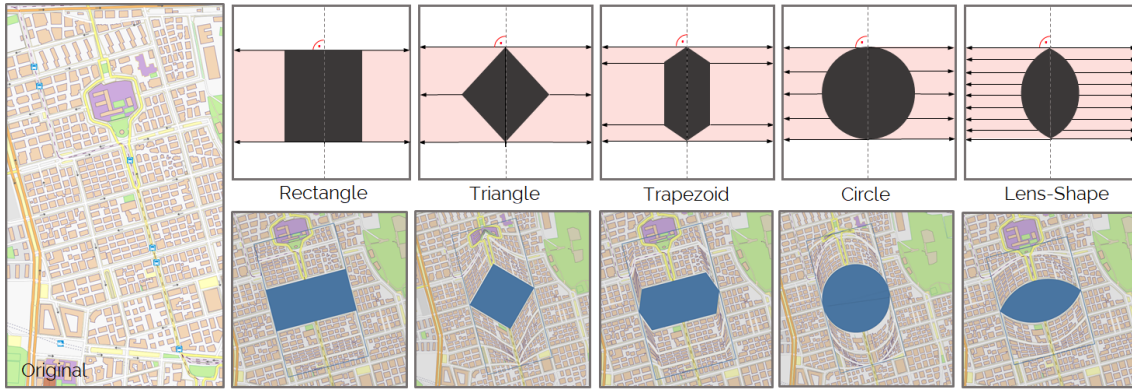 Original
Rectangle
Triangle
Trapezoid
Circle
Lens-Shape